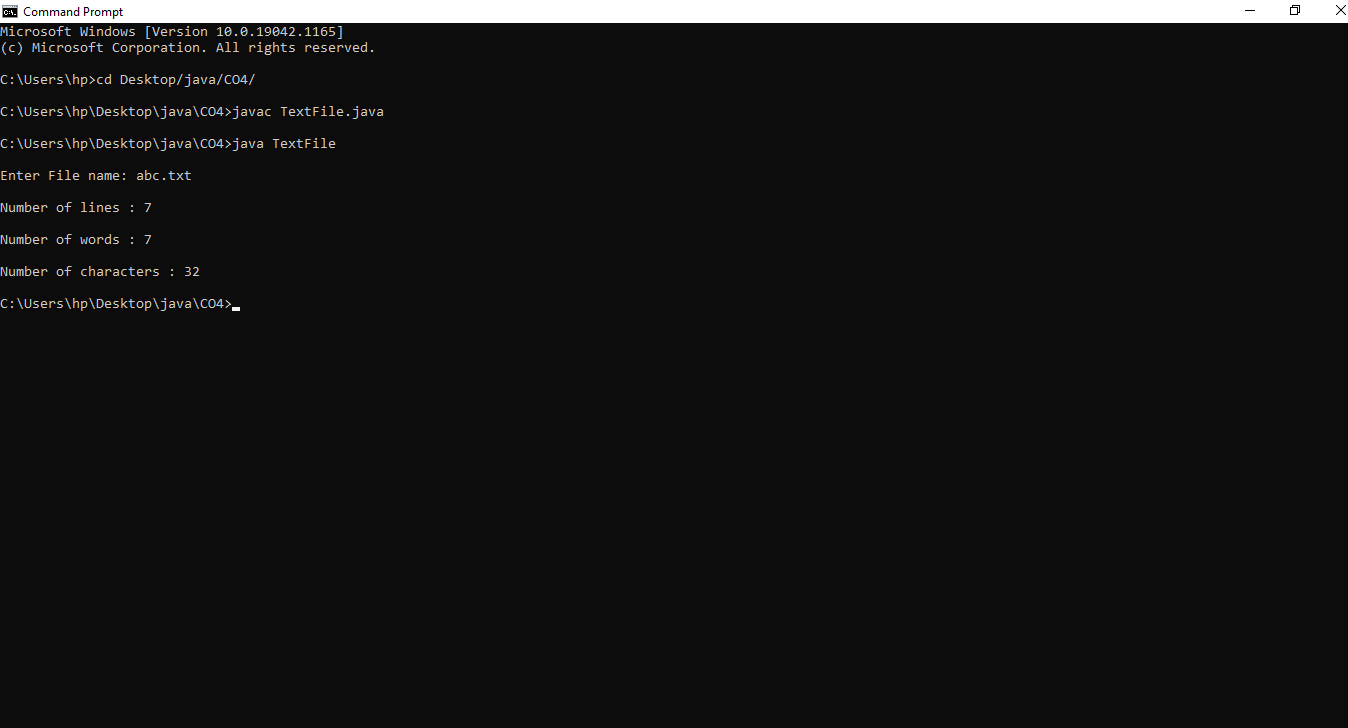 Command Prompt
Microsoft Windows [Version 10.0.19042.1165]
(c) Microsoft Corporation. All rights reserved.
C:\Users\hp>cd Desktop/java/CO4/
C:\Users\hp\Desktop\java\CO4>javac TextFile.java
C:\Users\hp\Desktop\java\CO4>java TextFile
Enter File name: abc.txt
Number of lines : 7
Number of words : 7
Number of characters : 32
C:\Users\hp\Desktop\java\CO4>